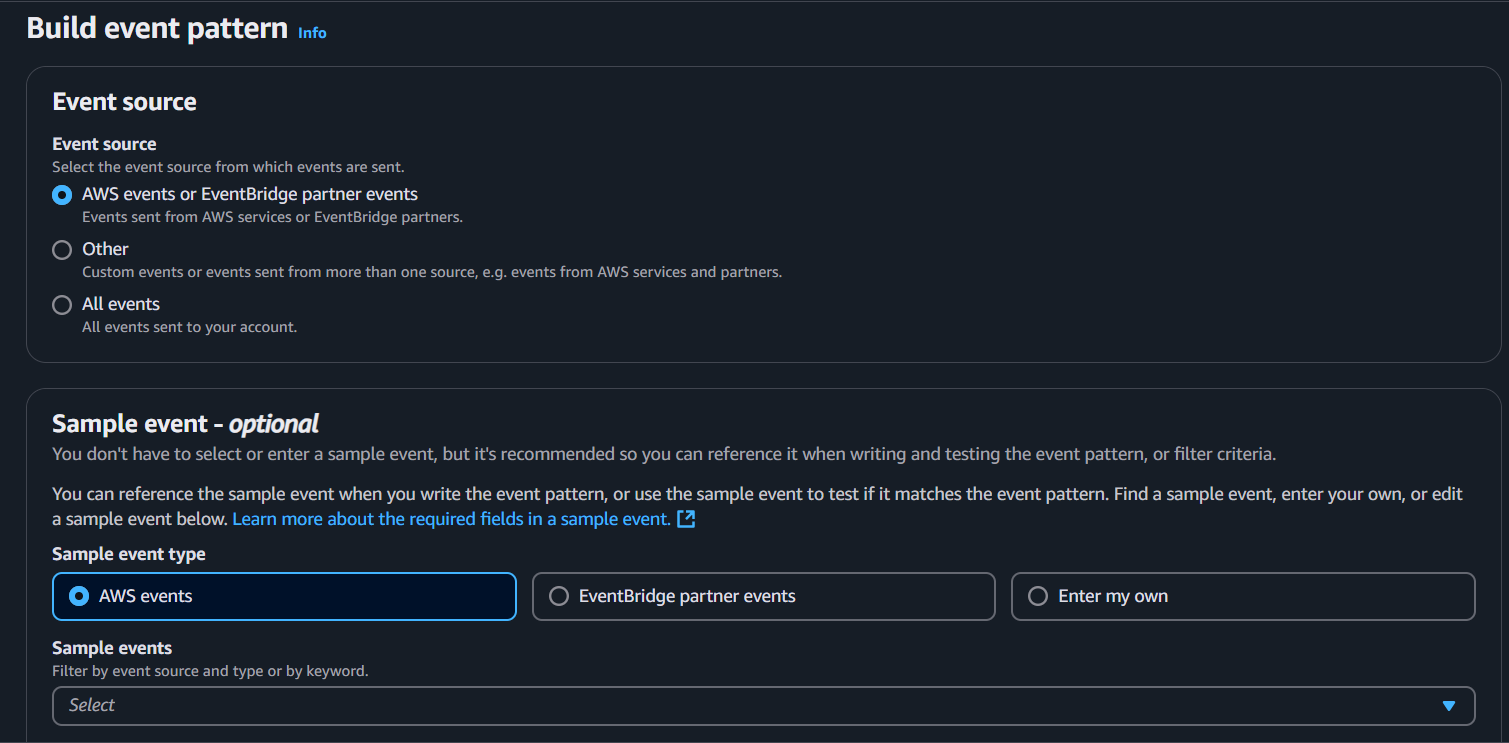 Build event pattern Info
Event source
Event source
Select the event source from which events are sent.
AWS events or EventBridge partner events
Events sent from AWS services or EventBridge partners.
Other
Custom events or events sent from more than one source, e.g. events from AWS services and partners.
All events
All events sent to your account.
Sample event - optional
You don't have to select or enter a sample event, but it's recommended so you can reference it when writing and testing the event pattern, or filter criteria.
You can reference the sample event when you write the event pattern, or use the sample event to test if it matches the event pattern. Find a sample event, enter your own, or edit
a sample event below. Learn more about the required fields in a sample event.
Sample event type
AWS events EventBridge partner events Enter my own
Sample events
Filter by event source and type or by keyword.
Select